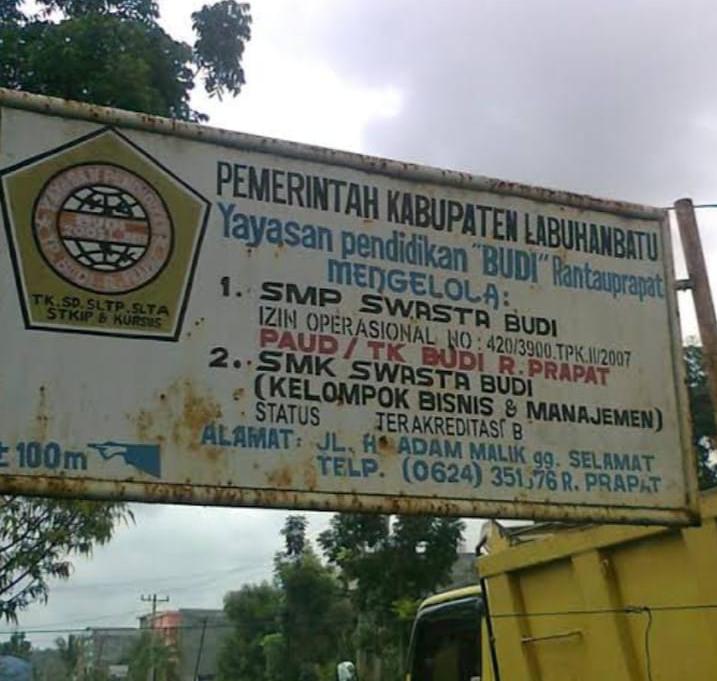 PEMERINTAH KABUPATEN LABUHANBATU
Yayasan pendidikan "BUDI" Rantauprapat
MENGELOLA:
1. SMP SWASTA BUDI
IZIN OPERASIONAL NO : 420/3900.TPK.II/2007
PAUD / TK BUDI R. PRAPAT
2. SMK SWASTA BUDI
(KELOMPOK BISNIS & MANAJEMEN)
STATUS TERAKREDITASI B
ALAMAT: JL. H. ADAM MALIK gg. SELAMAT
TELP. (0624) R. PRAPAT
± 100m
TK.SD.SLTP.SLTA
STKIP & KURSUS